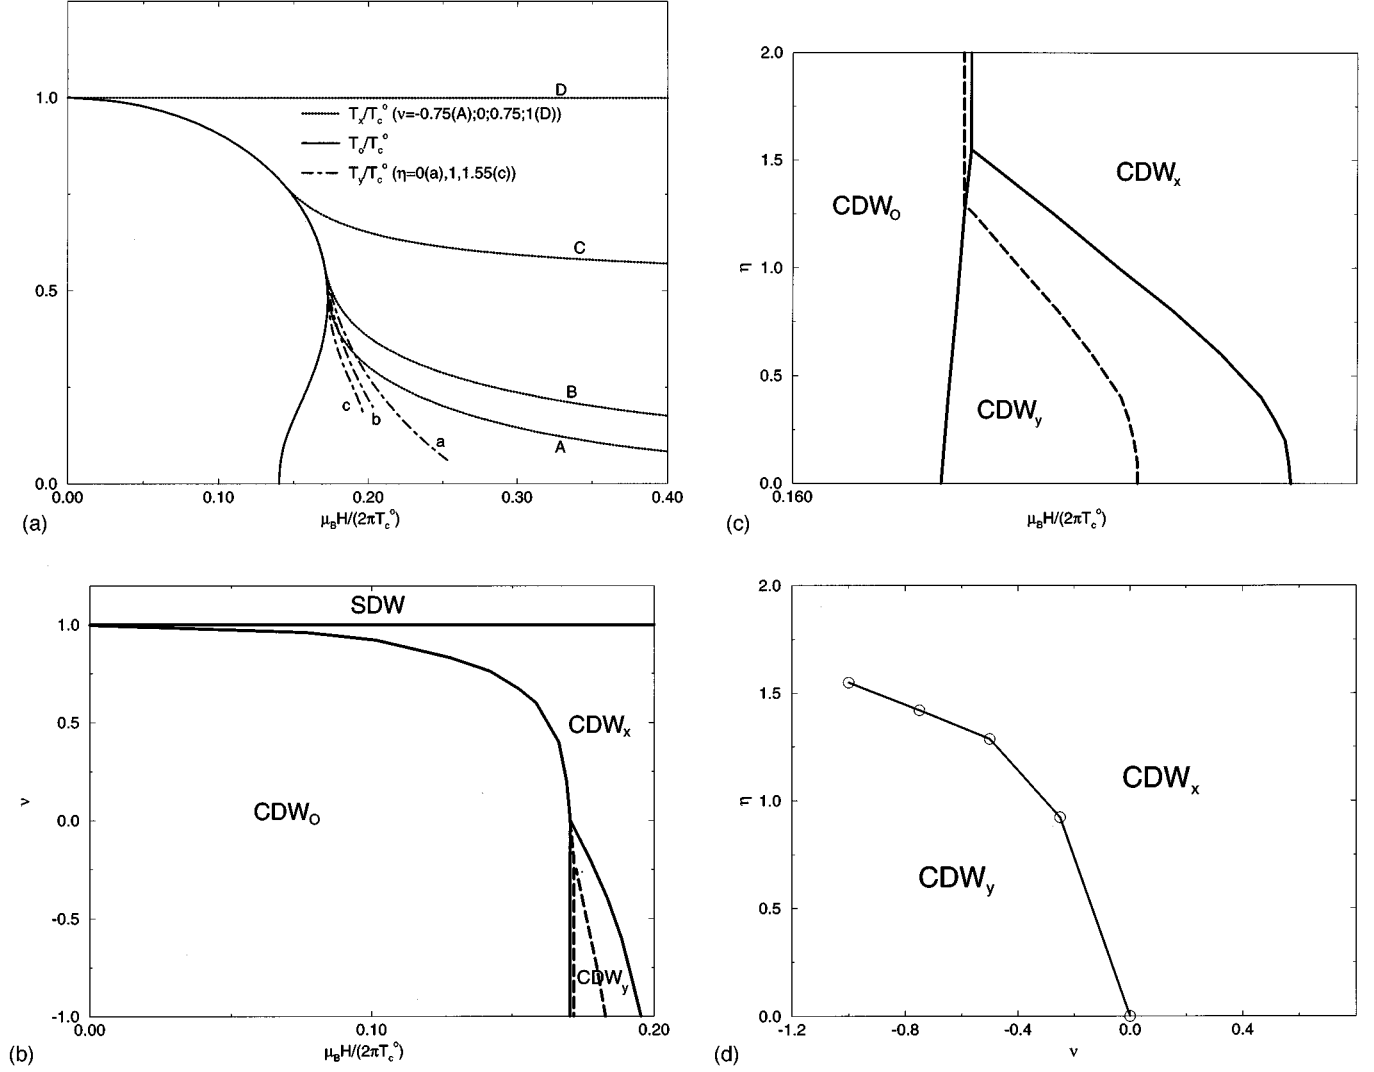 1.0
0.5
0.0
0.00
0.10
0.20
0.30
0.40
D
T_x/T_c° (ν=-0.75(A);0;0.75;1(D))
T_o/T_c°
T_y/T_c° (η=0(a),1,1.55(c))
C
B
A
c
b
a
μ_BH/(2πT_c°)
(a)
2.0
1.5
1.0
0.5
0.0
η
CDW_O
CDW_x
CDW_y
0.160
μ_BH/(2πT_c°)
(c)
SDW
1.0
0.5
0.0
-0.5
-1.0
ν
CDW_x
CDW_O
CDW_y
0.00
0.10
0.20
μ_BH/(2πT_c°)
(b)
2.0
1.5
1.0
0.5
0.0
η
CDW_x
CDW_y
-1.2
-0.8
-0.4
0.0
0.4
ν
(d)